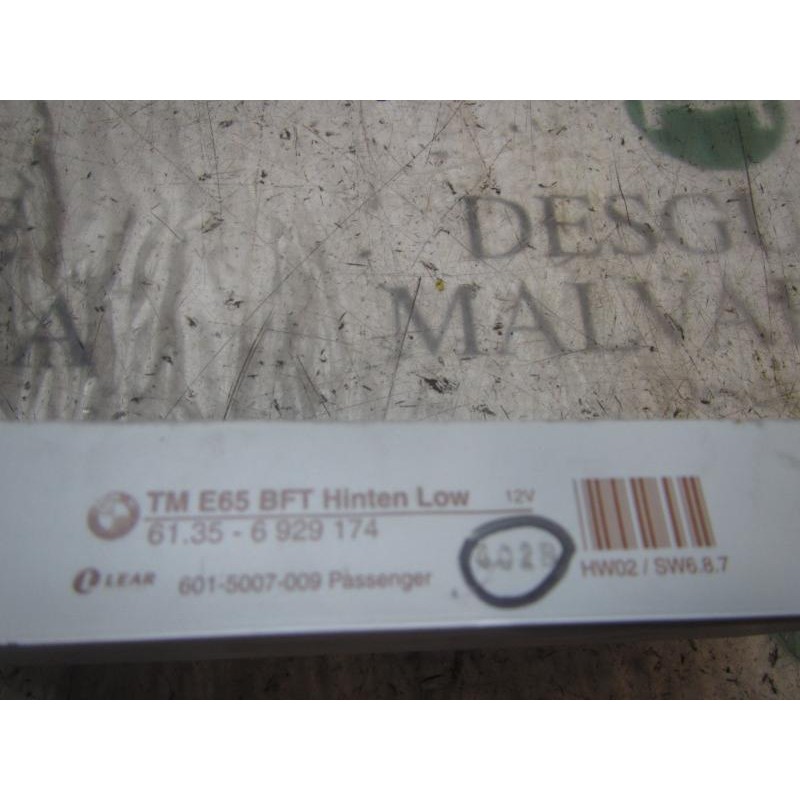 DESGU
MALVA
A
TM E65 BFT Hinten Low 12V
61.35 - 6 929 174
LEAR 601-5007-009 Passenger
HW02 / SW6.8.7